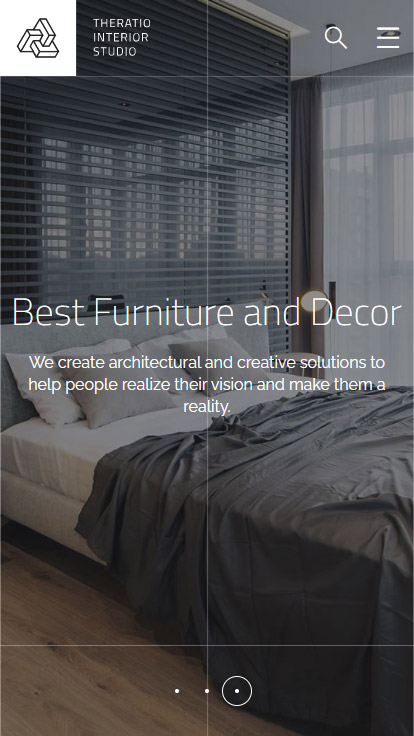 THERATIO
INTERIOR
STUDIO
Best Furniture and Decor
We create architectural and creative solutions to
help people realize their vision and make them a
reality.